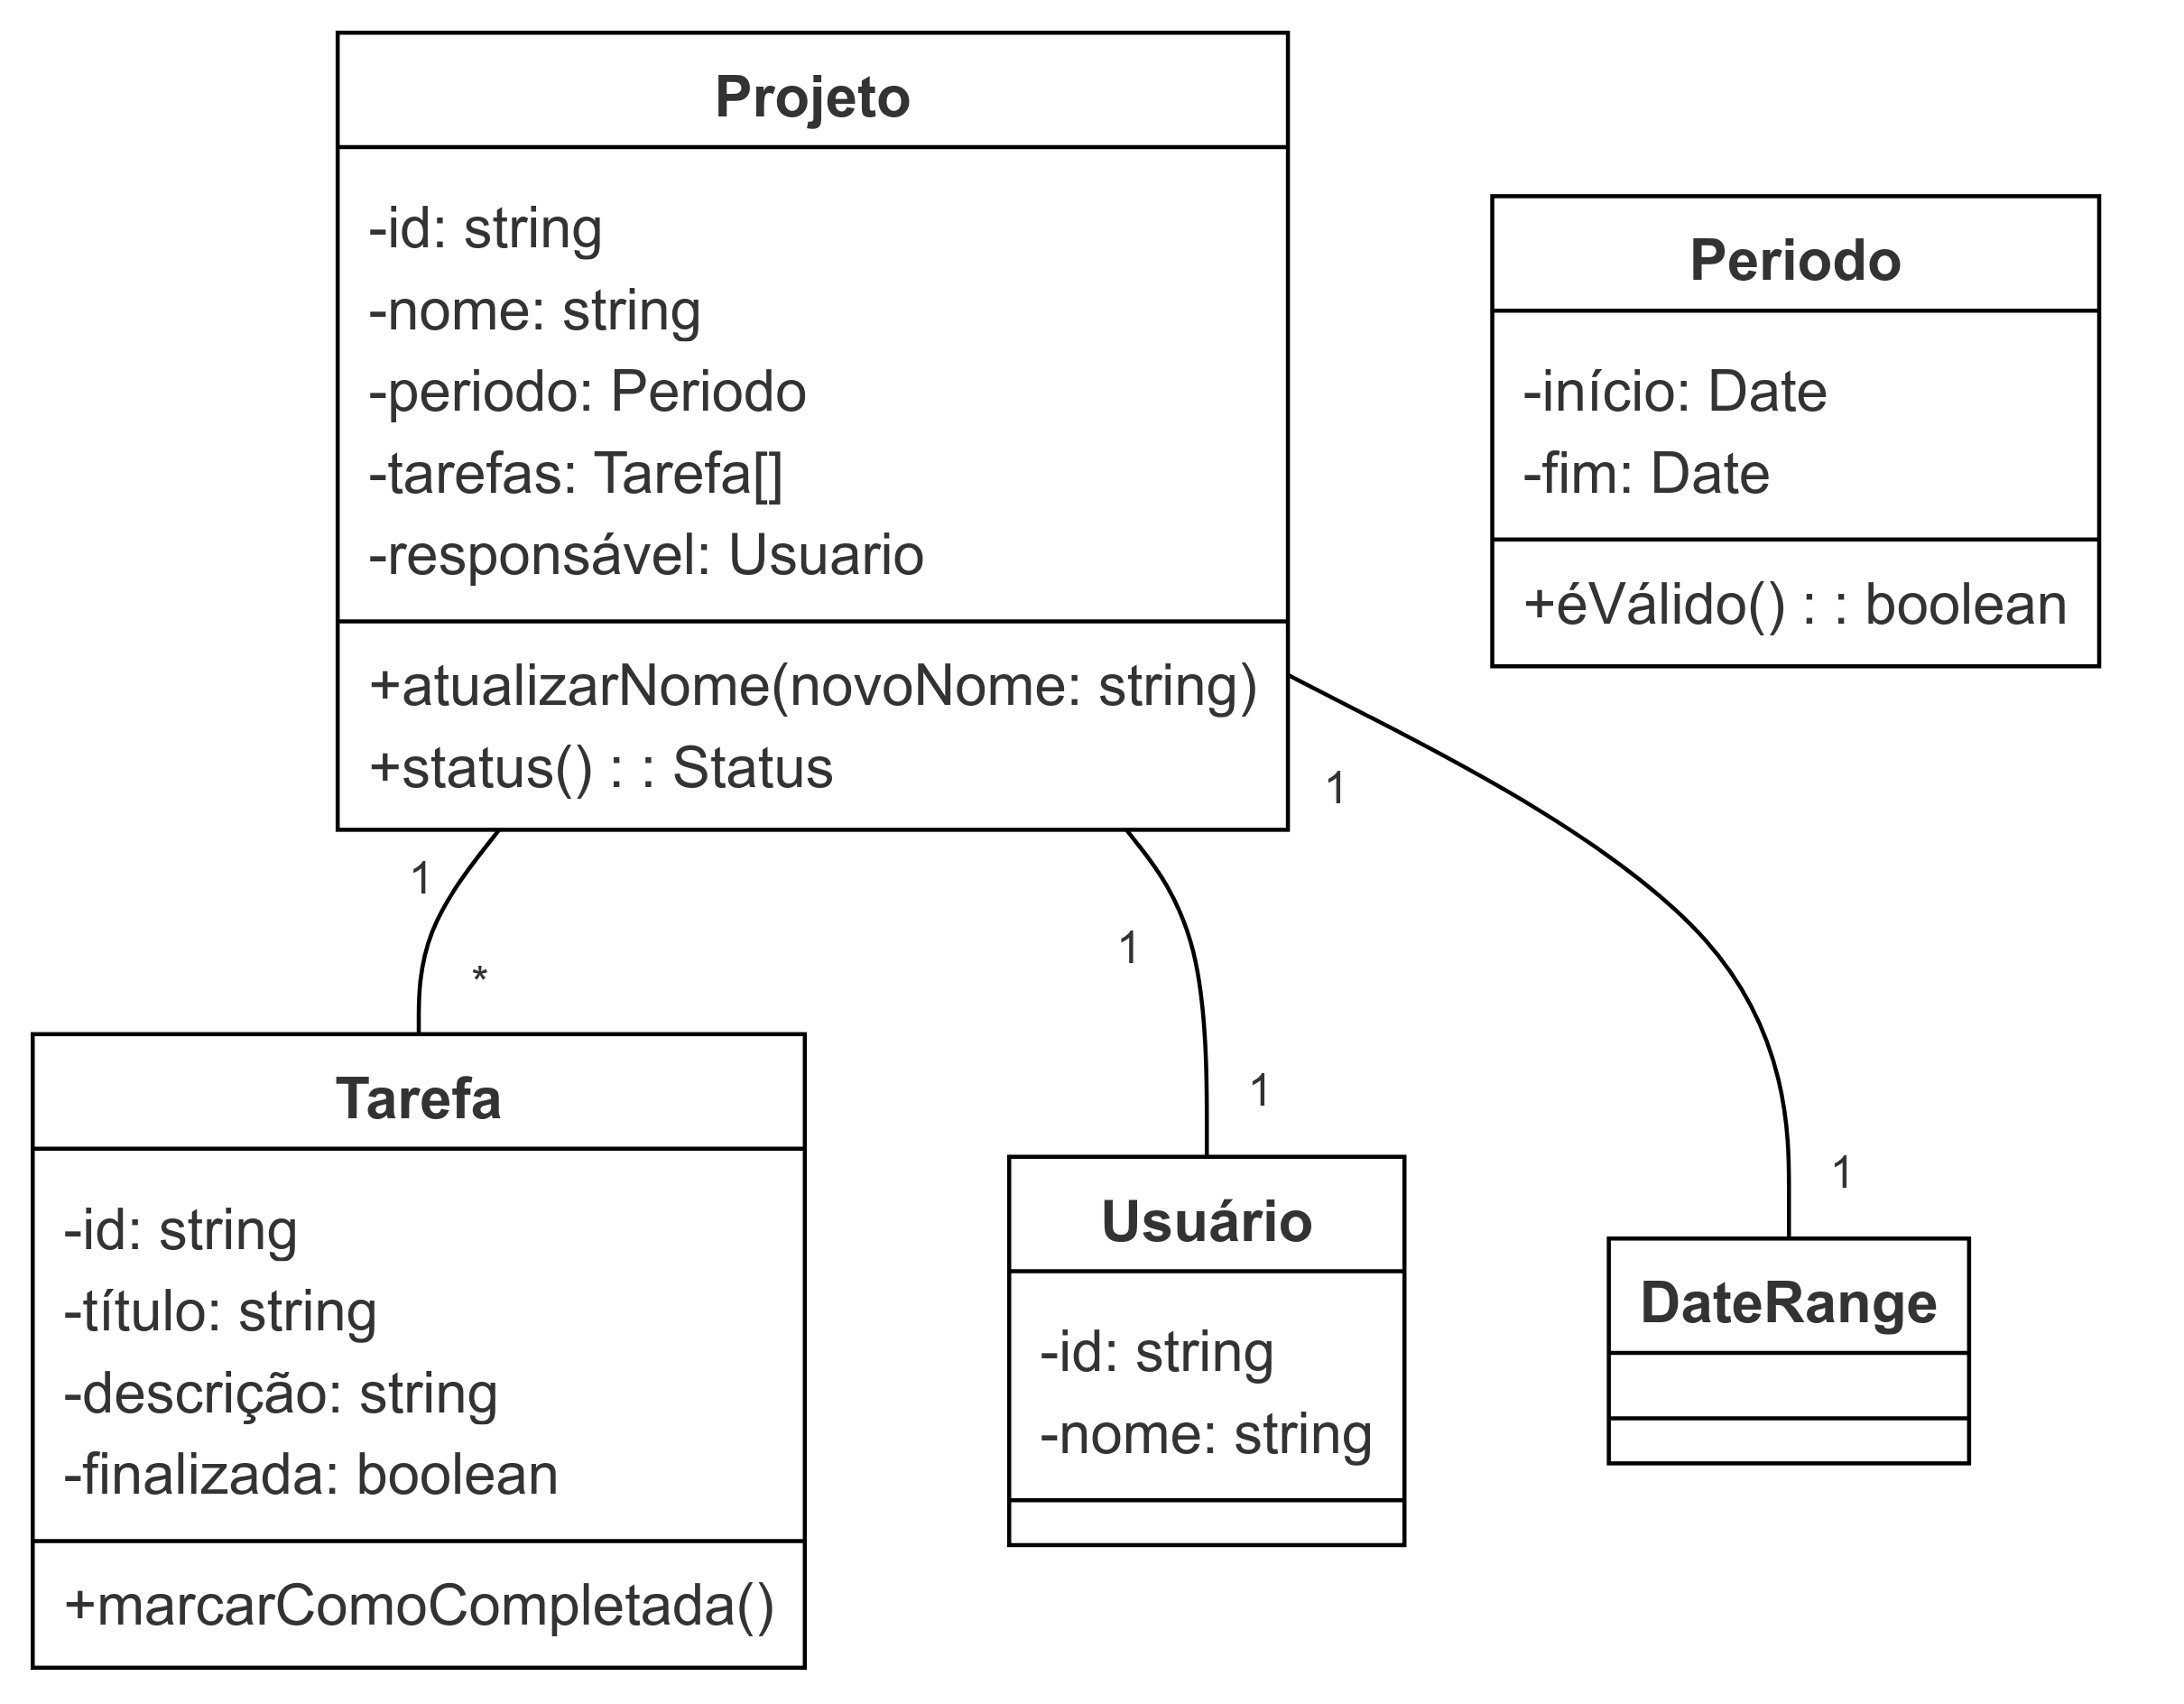 Projeto
-id: string
-nome: string
-periodo: Periodo
-tarefas: Tarefa[]
-responsável: Usuario
+atualizarNome(novoNome: string)
+status() : : Status
Periodo
-início: Date
-fim: Date
+éVálido() : : boolean
1
*
1
1
1
1
Tarefa
-id: string
-título: string
-descrição: string
-finalizada: boolean
+marcarComoCompletada()
Usuário
-id: string
-nome: string
DateRange